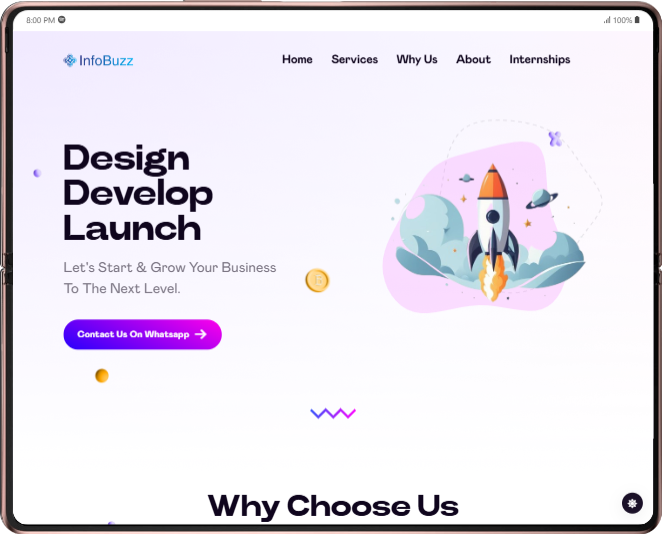 8:00 PM
100%
InfoBuzz
Home Services Why Us About Internships
Design
Develop
Launch
Let's Start & Grow Your Business
To The Next Level.
Contact Us On Whatsapp
Why Choose Us